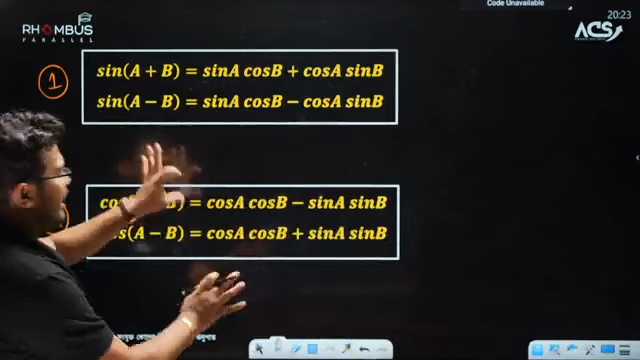 Code Unavailable
20:23
RHOMBUS
PARALLEL
ACS
1
sin(A + B) = sinA cosB + cosA sinB
sin(A − B) = sinA cosB − cosA sinB
B) = cosA cosB − sinA sinB
(A − B) = cosA cosB + sinA sinB